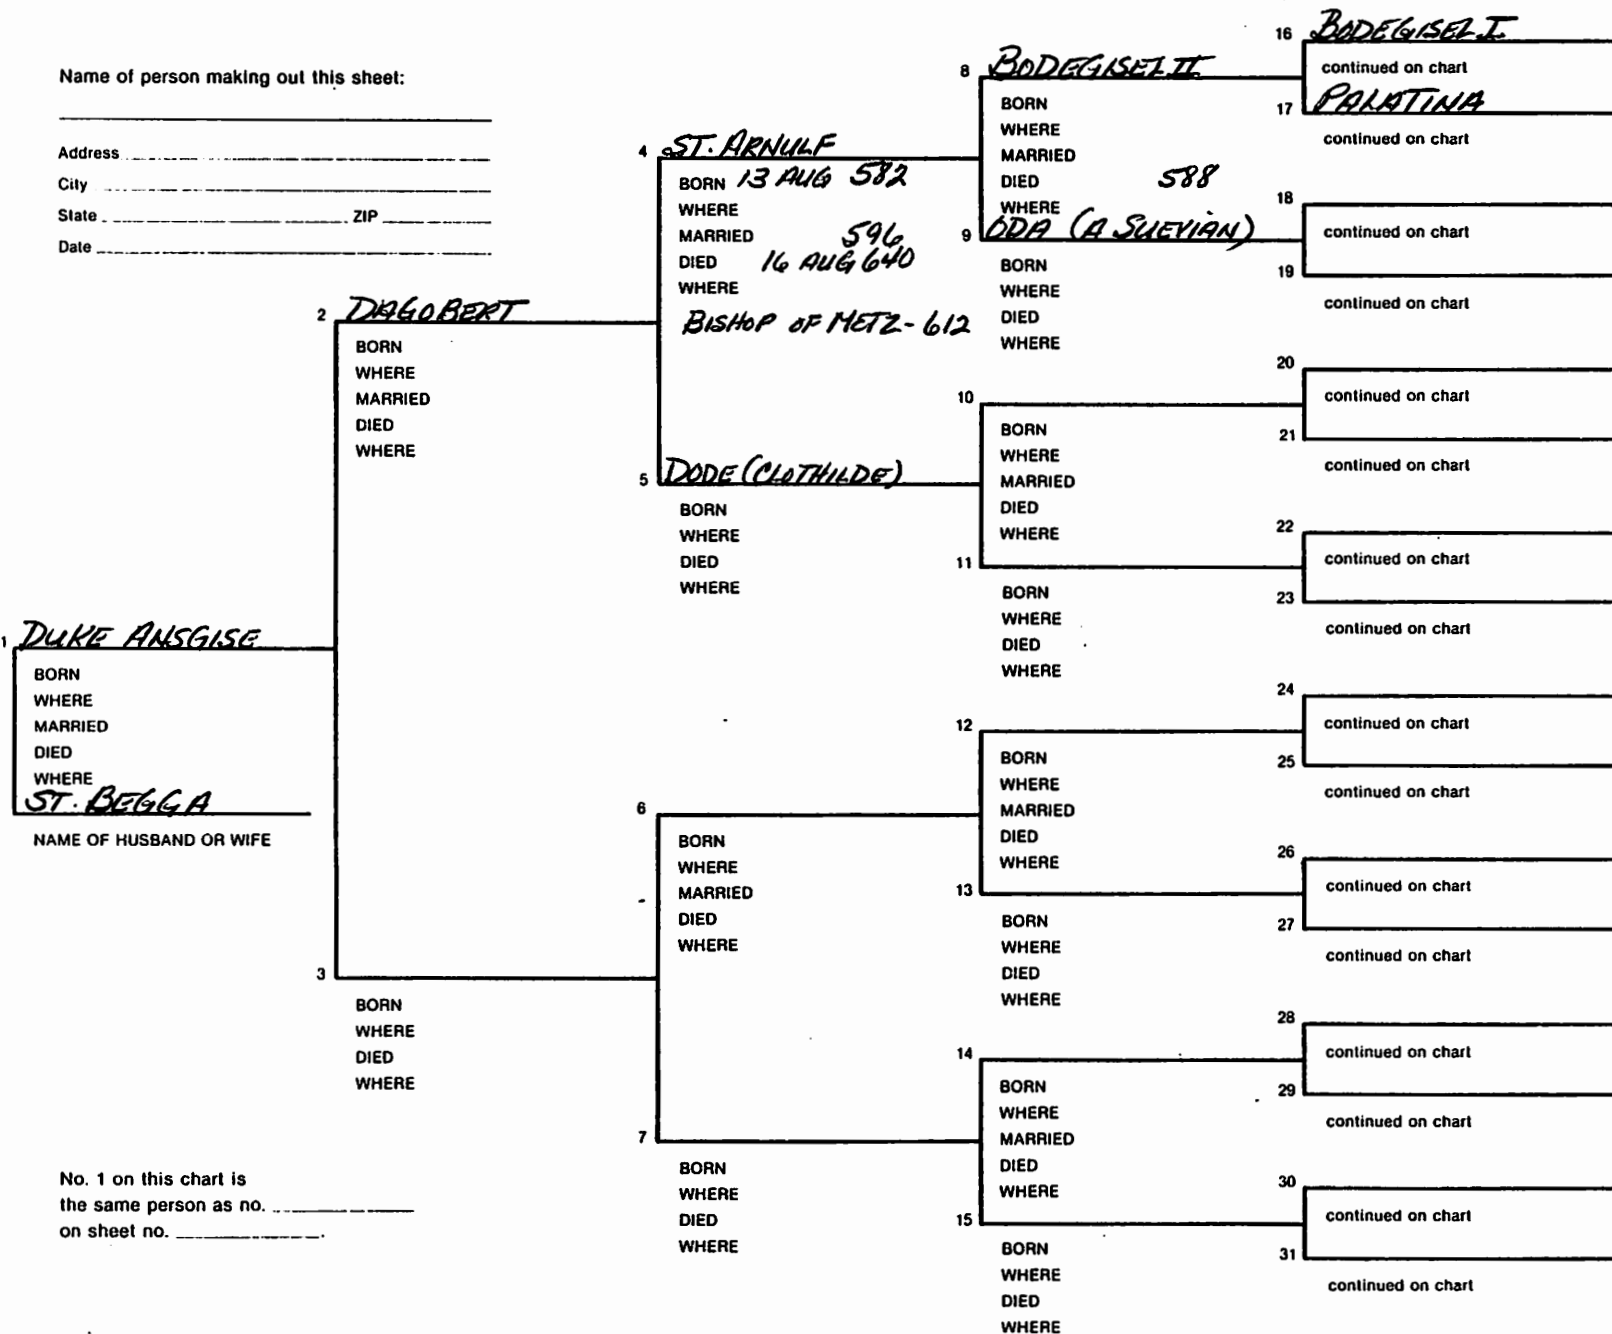 Name of person making out this sheet:
Address
City
State ZIP
Date
1 DUKE ANSGISE
BORN
WHERE
MARRIED
DIED
WHERE
ST. BEGGA
NAME OF HUSBAND OR WIFE
No. 1 on this chart is
the same person as no.
on sheet no. .
2 DAGOBERT
BORN
WHERE
MARRIED
DIED
WHERE
3
BORN
WHERE
DIED
WHERE
4 ST. ARNULF
BORN 13 AUG 582
WHERE
MARRIED 596
DIED 16 AUG 640
WHERE
BISHOP OF METZ - 612
5 DODE (CLOTHILDE)
BORN
WHERE
DIED
WHERE
6
BORN
WHERE
MARRIED
DIED
WHERE
7
BORN
WHERE
DIED
WHERE
8 BODEGISEL II
BORN
WHERE
MARRIED
DIED 588
WHERE
9 ODA (A SUEVIAN)
BORN
WHERE
DIED
WHERE
10
BORN
WHERE
MARRIED
DIED
WHERE
11
BORN
WHERE
DIED
WHERE
12
BORN
WHERE
MARRIED
DIED
WHERE
13
BORN
WHERE
DIED
WHERE
14
BORN
WHERE
MARRIED
DIED
WHERE
15
BORN
WHERE
DIED
WHERE
16 BODEGISEL I
continued on chart
17 PALATINA
continued on chart
18
continued on chart
19
continued on chart
20
continued on chart
21
continued on chart
22
continued on chart
23
continued on chart
24
continued on chart
25
continued on chart
26
continued on chart
27
continued on chart
28
continued on chart
29
continued on chart
30
continued on chart
31
continued on chart